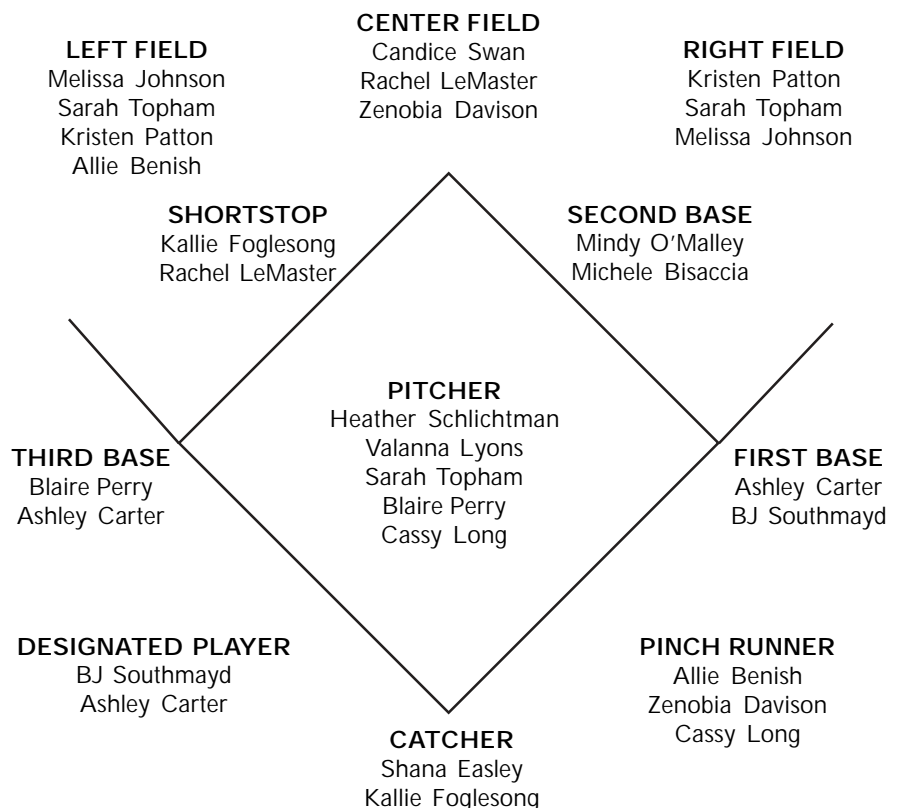 CENTER FIELD
Candice Swan
Rachel LeMaster
Zenobia Davison
LEFT FIELD
Melissa Johnson
Sarah Topham
Kristen Patton
Allie Benish
RIGHT FIELD
Kristen Patton
Sarah Topham
Melissa Johnson
SHORTSTOP
Kallie Foglesong
Rachel LeMaster
SECOND BASE
Mindy O'Malley
Michele Bisaccia
PITCHER
Heather Schlichtman
Valanna Lyons
Sarah Topham
Blaire Perry
Cassy Long
THIRD BASE
Blaire Perry
Ashley Carter
FIRST BASE
Ashley Carter
BJ Southmayd
DESIGNATED PLAYER
BJ Southmayd
Ashley Carter
PINCH RUNNER
Allie Benish
Zenobia Davison
Cassy Long
CATCHER
Shana Easley
Kallie Foglesong